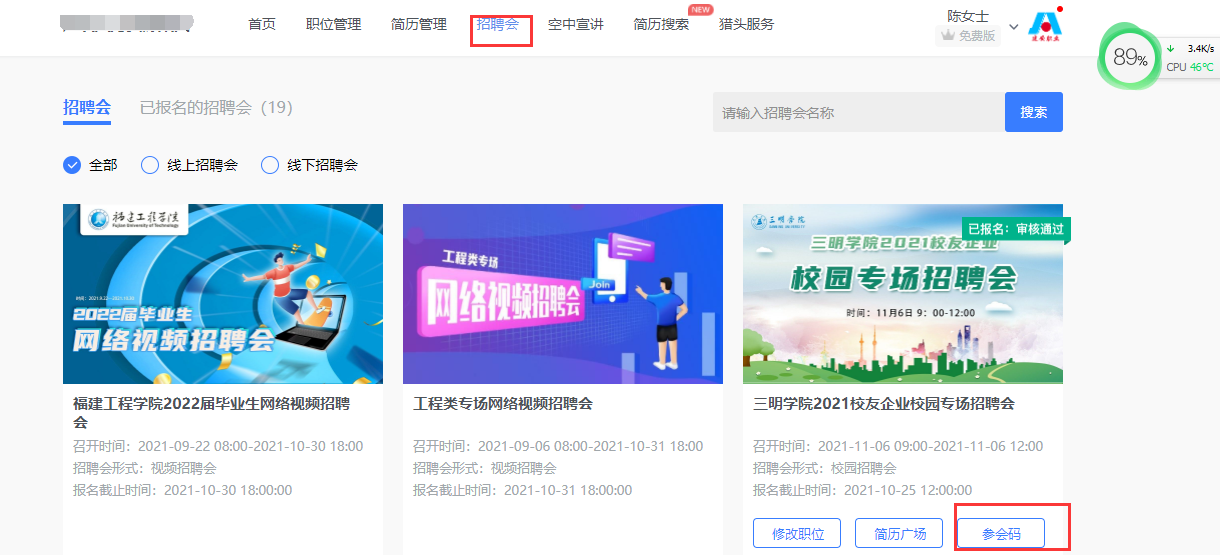 首页 职位管理 简历管理 招聘会 空中宣讲 简历搜索 NEW 猎头服务
陈女士
免费版
89%
3.4K/s
CPU 46℃
招聘会 已报名的招聘会（19）
请输入招聘会名称 搜索
全部 线上招聘会 线下招聘会
福建工程学院
Fujian University of Technology
2022届毕业生
网络视频招聘会
工程类专场
网络视频招聘会
Join
三明学院
已报名：审核通过
三明学院2021校友企业
校园专场招聘会
时间：11月6日 9：00-12:00
福建工程学院2022届毕业生网络视频招聘
会
召开时间：2021-09-22 08:00-2021-10-30 18:00
招聘会形式：视频招聘会
报名截止时间：2021-10-30 18:00:00
工程类专场网络视频招聘会
召开时间：2021-09-06 08:00-2021-10-31 18:00
招聘会形式：视频招聘会
报名截止时间：2021-10-31 18:00:00
三明学院2021校友企业校园专场招聘会
召开时间：2021-11-06 09:00-2021-11-06 12:00
招聘会形式：校园招聘会
报名截止时间：2021-10-25 12:00:00
修改职位 简历广场 参会码